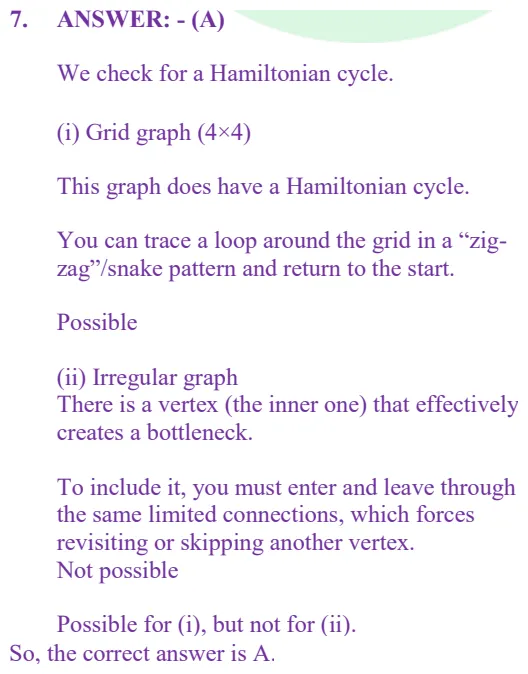 7. ANSWER: - (A)
We check for a Hamiltonian cycle.
(i) Grid graph (4×4)
This graph does have a Hamiltonian cycle.
You can trace a loop around the grid in a “zig-
zag”/snake pattern and return to the start.
Possible
(ii) Irregular graph
There is a vertex (the inner one) that effectively
creates a bottleneck.
To include it, you must enter and leave through
the same limited connections, which forces
revisiting or skipping another vertex.
Not possible
Possible for (i), but not for (ii).
So, the correct answer is A.